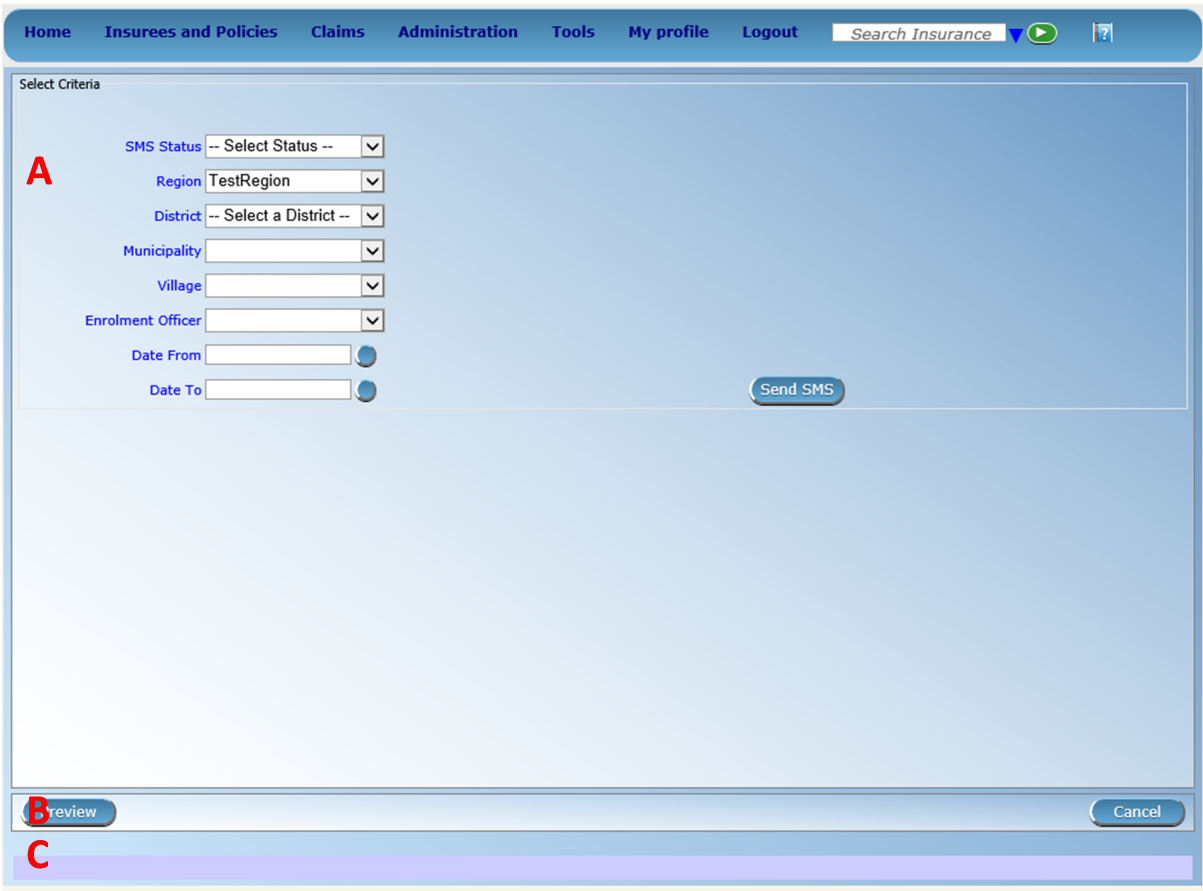 Home Insurees and Policies Claims Administration Tools My profile Logout Search Insurance ?
Select Criteria
SMS Status -- Select Status --
A
Region TestRegion
District -- Select a District --
Municipality
Village
Enrolment Officer
Date From
Date To Send SMS
B review Cancel
C